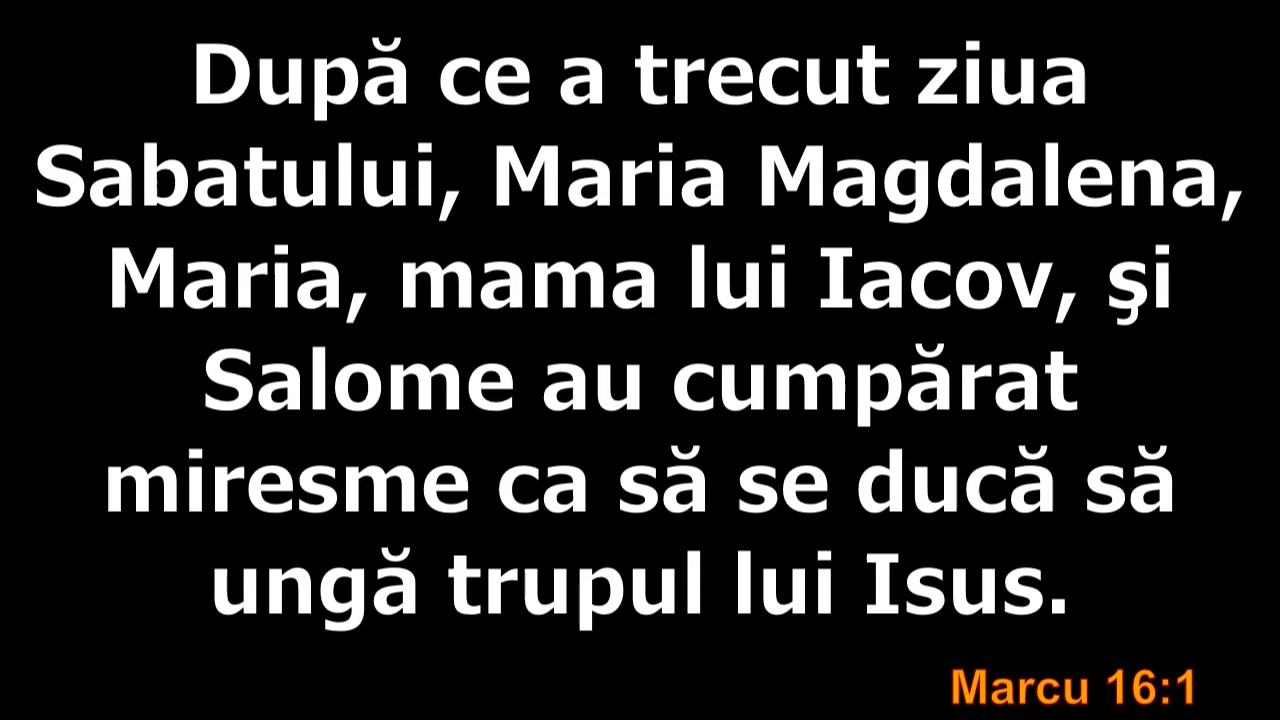 După ce a trecut ziua
Sabatului, Maria Magdalena,
Maria, mama lui Iacov, şi
Salome au cumpărat
miresme ca să se ducă să
ungă trupul lui Isus.
Marcu 16:1